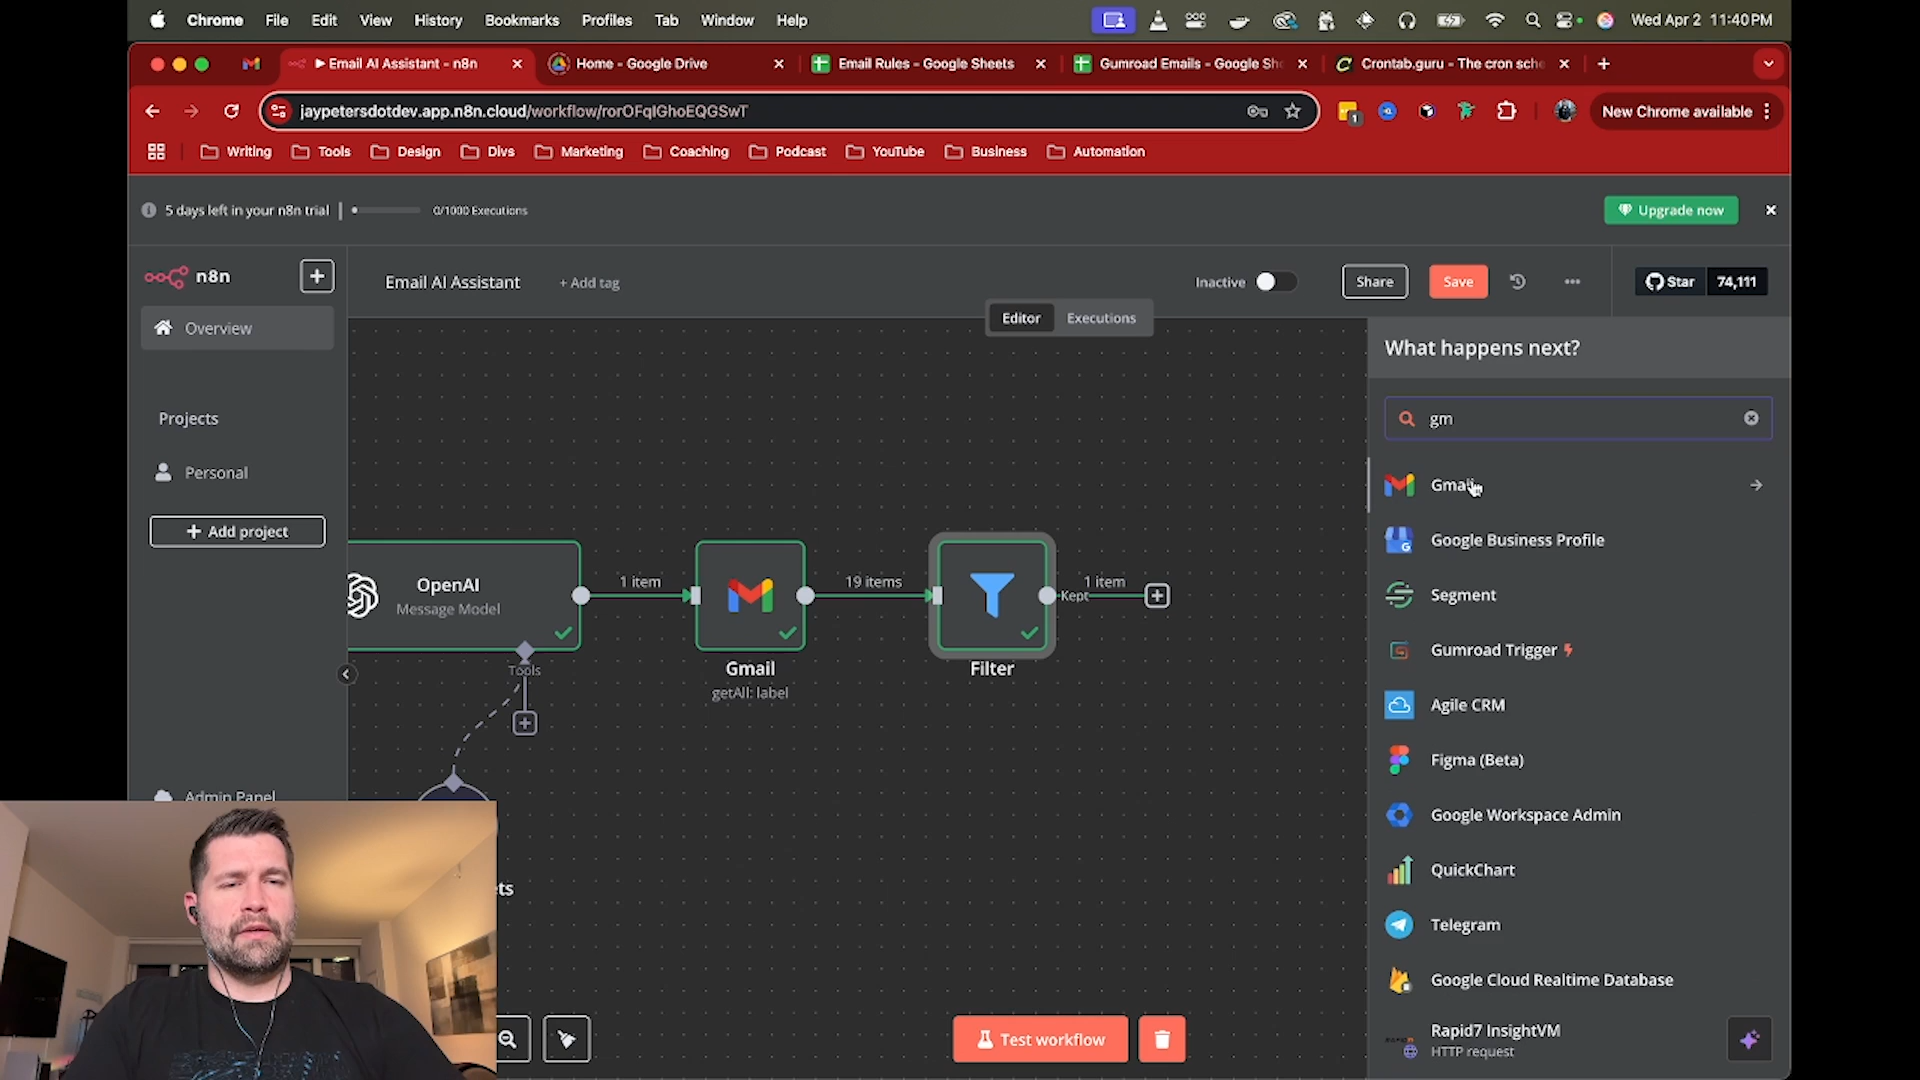 Chrome File Edit View History Bookmarks Profiles Tab Window Help Wed Apr 2 11:40 PM
Email AI Assistant - n8n Home - Google Drive Email Rules - Google Sheets Gumroad Emails - Google Sh Crontab.guru - The cron sche
jaypetersdotdev.app.n8n.cloud/workflow/rorOFqIGhoEQGSwT 1 New Chrome available
Writing Tools Design Divs Marketing Coaching Podcast YouTube Business Automation
5 days left in your n8n trial 0/1000 Executions Upgrade now
n8n Email AI Assistant + Add tag Inactive Share Save ... Star 74,111
Overview
Editor Executions
What happens next?
Projects
gm
Personal
Gmail
+ Add project
Google Business Profile
OpenAI
Message Model
1 item
19 items
Kept
1 item
Segment
Gumroad Trigger
Tools
Gmail
getAll: label
Filter
Agile CRM
Figma (Beta)
Admin Panel
Google Workspace Admin
QuickChart
ets
Telegram
Google Cloud Realtime Database
Test workflow
Rapid7 InsightVM
HTTP request